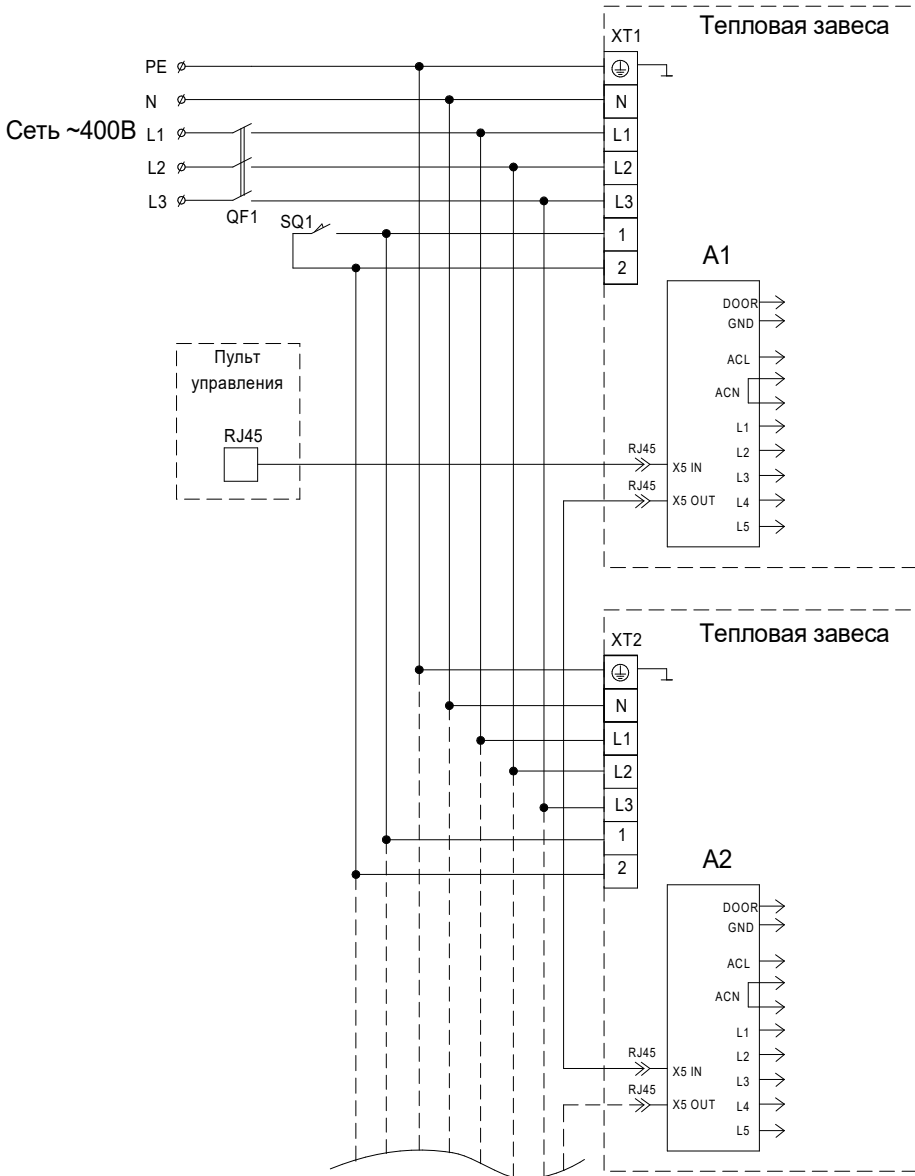 Тепловая завеса
XT1
PE
N
Сеть ~400В
L1
L2
L3
QF1
SQ1
N
L1
L2
L3
1
2
A1
DOOR
GND
ACL
ACN
L1
L2
L3
L4
L5
Пульт
управления
RJ45
RJ45
X5 IN
RJ45
X5 OUT
Тепловая завеса
XT2
N
L1
L2
L3
1
2
A2
DOOR
GND
ACL
ACN
L1
L2
L3
L4
L5
RJ45
X5 IN
RJ45
X5 OUT